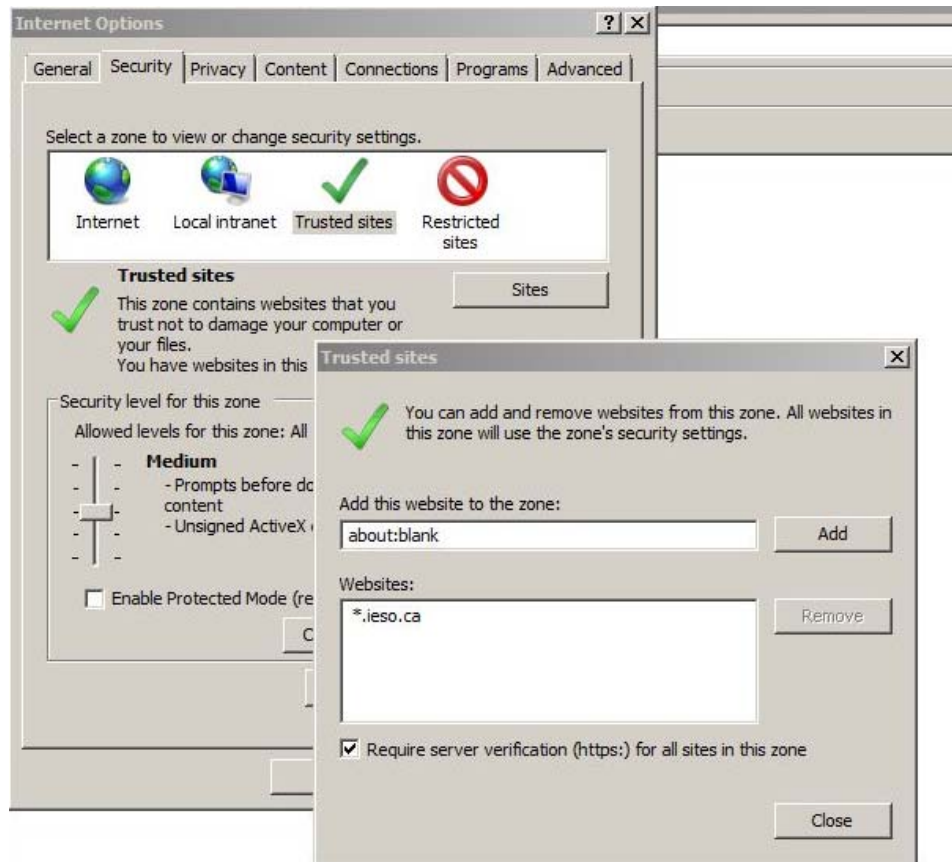 Internet Options
General Security Privacy Content Connections Programs Advanced
Select a zone to view or change security settings.
Internet
Local intranet
Trusted sites
Restricted
sites
Trusted sites
Sites
This zone contains websites that you
trust not to damage your computer or
your files.
You have websites in this
Security level for this zone
Allowed levels for this zone: All
Medium
- Prompts before
content
- Unsigned ActiveX
Enable Protected Mode
Trusted sites
You can add and remove websites from this zone. All websites in
this zone will use the zone's security settings.
Add this website to the zone:
about:blank
Add
Websites:
*.ieso.ca
Remove
Require server verification (https:) for all sites in this zone
Close